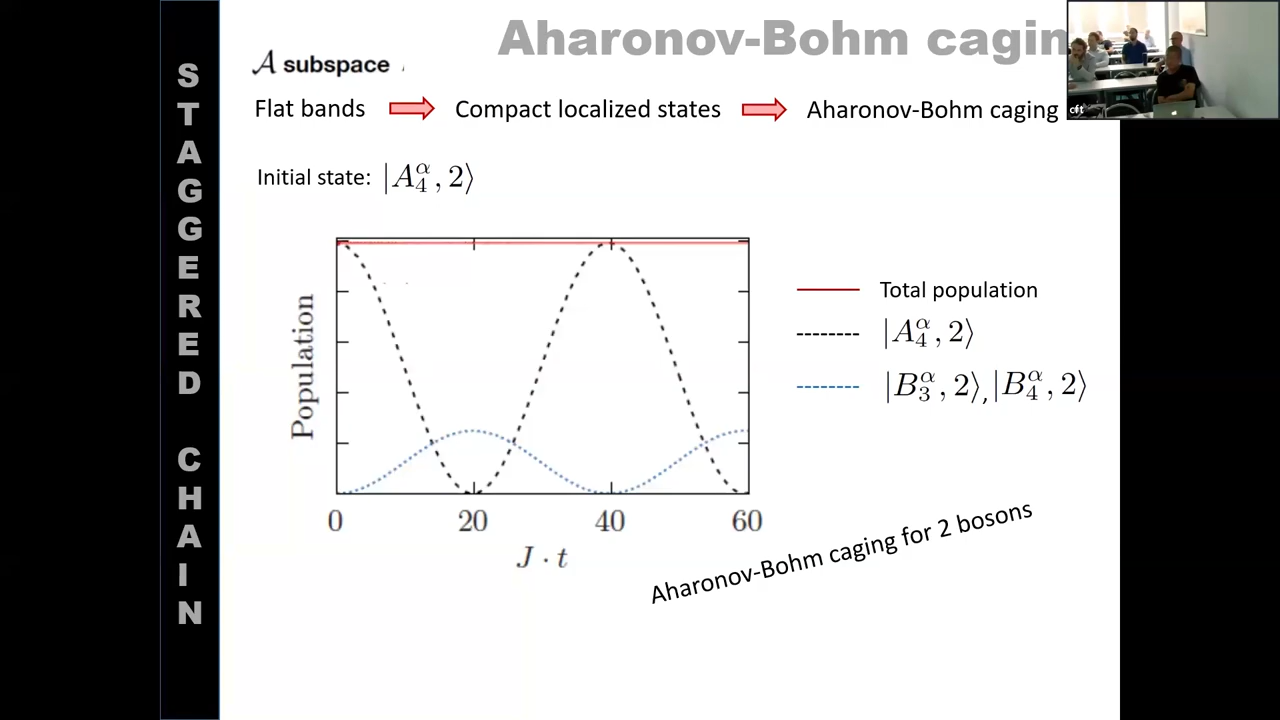 Aharonov-Bohm cagin
𝒜 subspace
Flat bands Compact localized states Aharonov-Bohm caging
Initial state: |A₄^α, 2⟩
STAGGERED CHAIN
Population
0 20 40 60
J · t
Total population
|A₄^α, 2⟩
|B₃^α, 2⟩, |B₄^α, 2⟩
Aharonov-Bohm caging for 2 bosons
cft